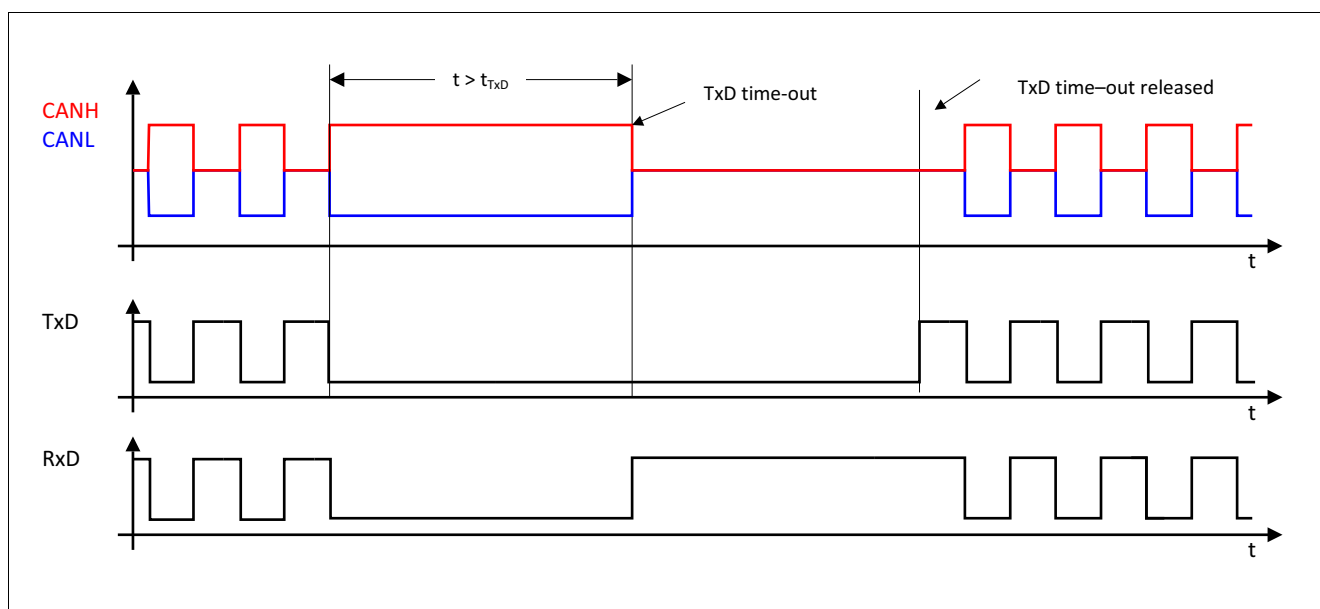 t > tTxD
TxD time-out
TxD time–out released
CANH
CANL
t
TxD
t
RxD
t